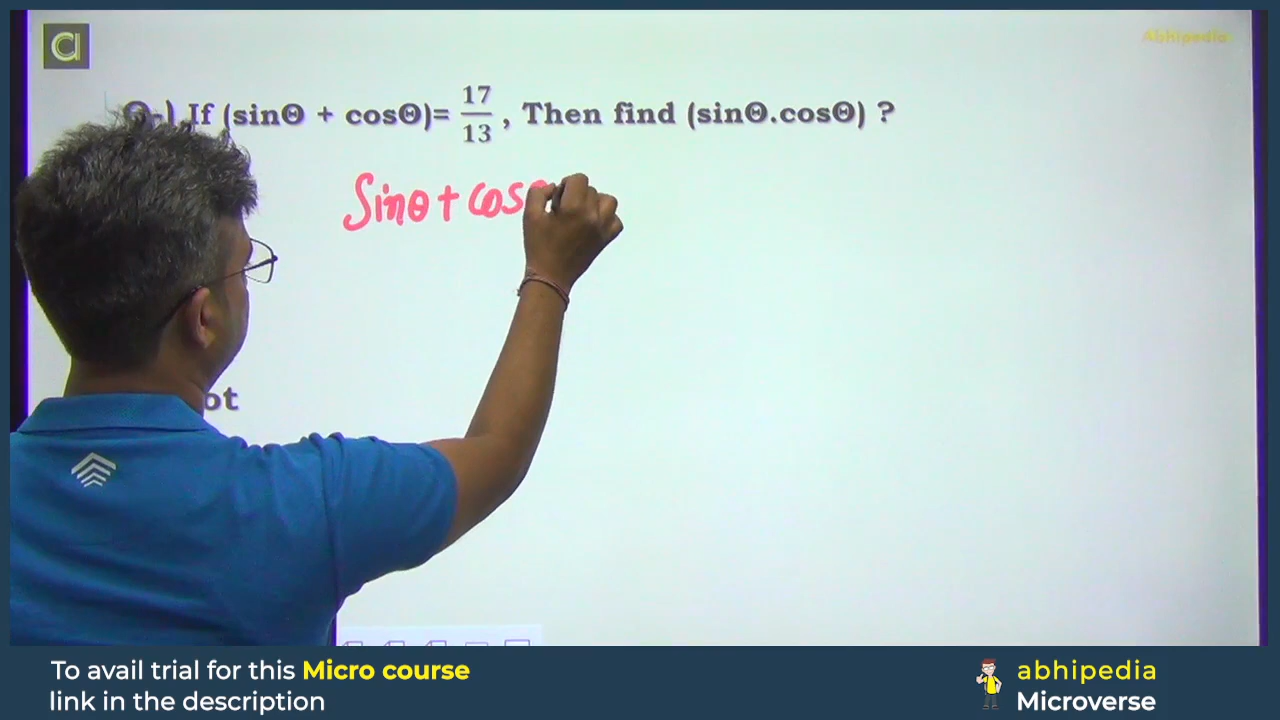 Abhipedia
If (sinΘ + cosΘ)= 17/13 , Then find (sinΘ.cosΘ) ?
Sinθ + cos
To avail trial for this Micro course
link in the description
abhipedia
Microverse